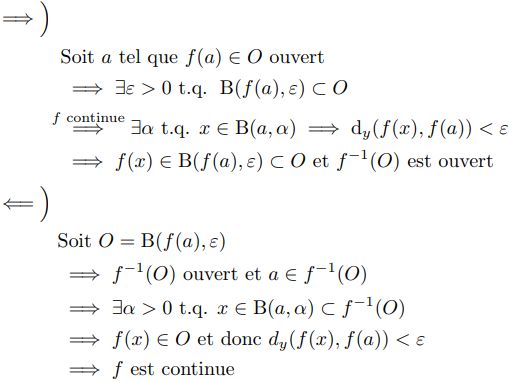 ⟹ )
Soit a tel que f(a) ∈ O ouvert
⟹ ∃ε > 0 t.q. B(f(a), ε) ⊂ O
f continue
⟹ ∃α t.q. x ∈ B(a, α) ⟹ d_y(f(x), f(a)) < ε
⟹ f(x) ∈ B(f(a), ε) ⊂ O et f⁻¹(O) est ouvert
⟸ )
Soit O = B(f(a), ε)
⟹ f⁻¹(O) ouvert et a ∈ f⁻¹(O)
⟹ ∃α > 0 t.q. x ∈ B(a, α) ⊂ f⁻¹(O)
⟹ f(x) ∈ O et donc d_y(f(x), f(a)) < ε
⟹ f est continue